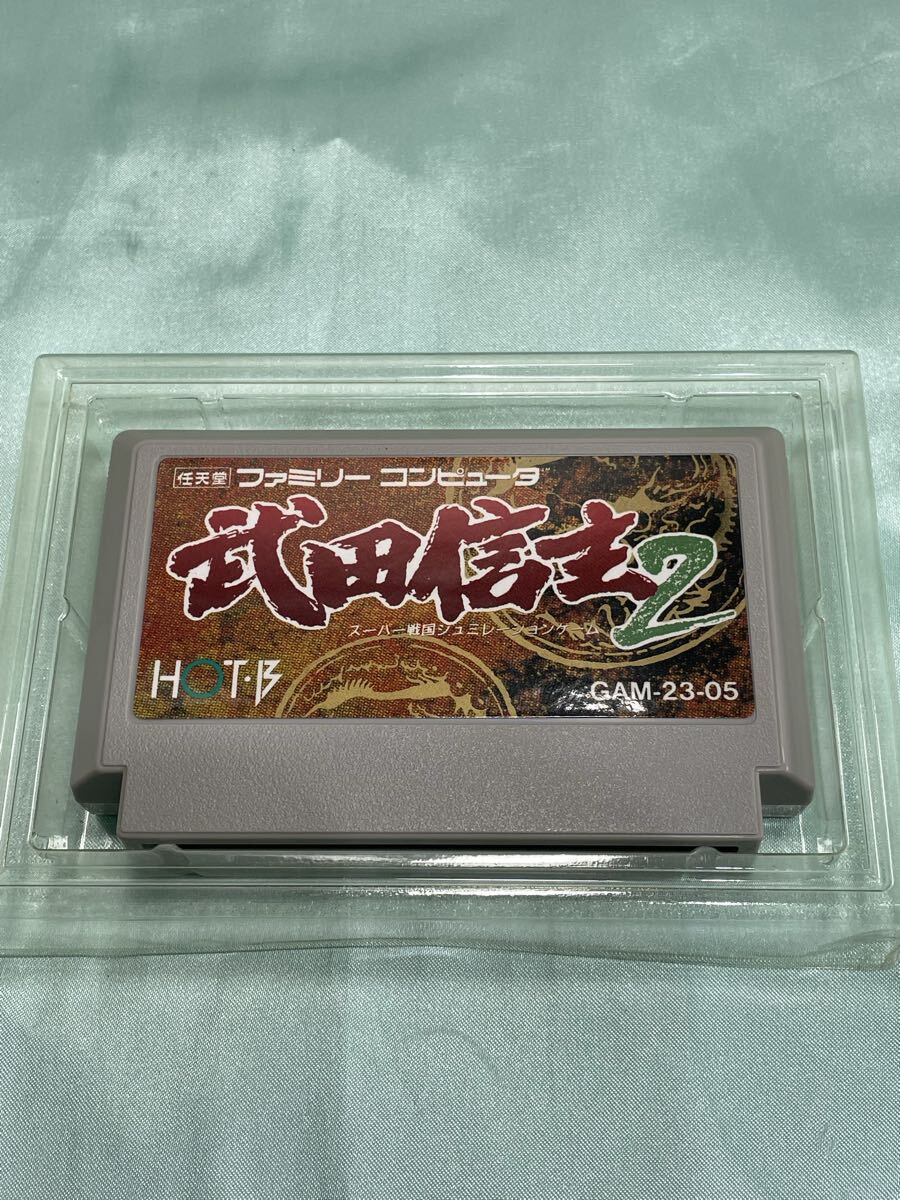 任天堂 ファミリー コンピュータ
武田信玄2
スーパー戦国シュミレーションゲーム
HOT・B
GAM-23-05